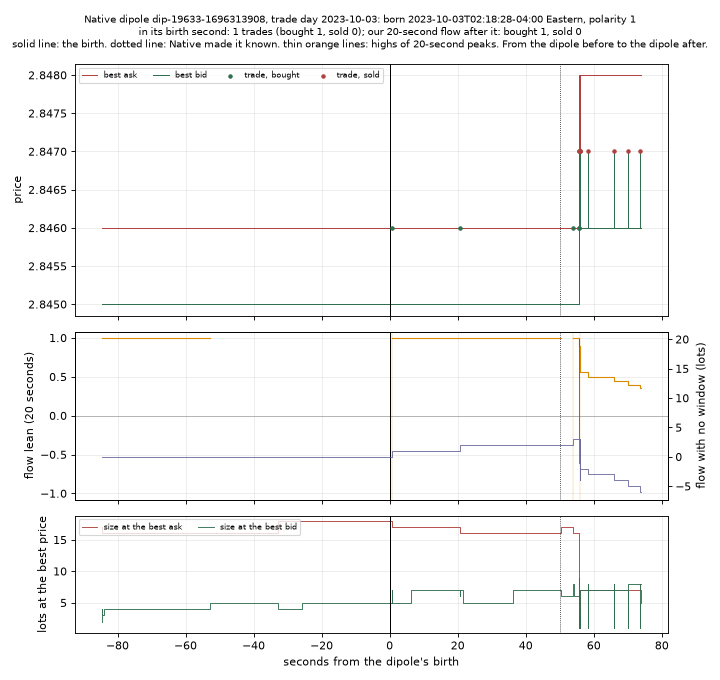 Native dipole dip-19633-1696313908, trade day 2023-10-03: born 2023-10-03T02:18:28-04:00 Eastern, polarity 1
in its birth second: 1 trades (bought 1, sold 0); our 20-second flow after it: bought 1, sold 0
solid line: the birth. dotted line: Native made it known. thin orange lines: highs of 20-second peaks. From the dipole before to the dipole after.
best ask
best bid
trade, bought
trade, sold
2.8480
2.8475
2.8470
2.8465
2.8460
2.8455
2.8450
price
1.0
0.5
0.0
−0.5
−1.0
flow lean (20 seconds)
20
15
10
5
0
−5
flow with no window (lots)
size at the best ask
size at the best bid
15
10
5
lots at the best price
−80
−60
−40
−20
0
20
40
60
80
seconds from the dipole's birth